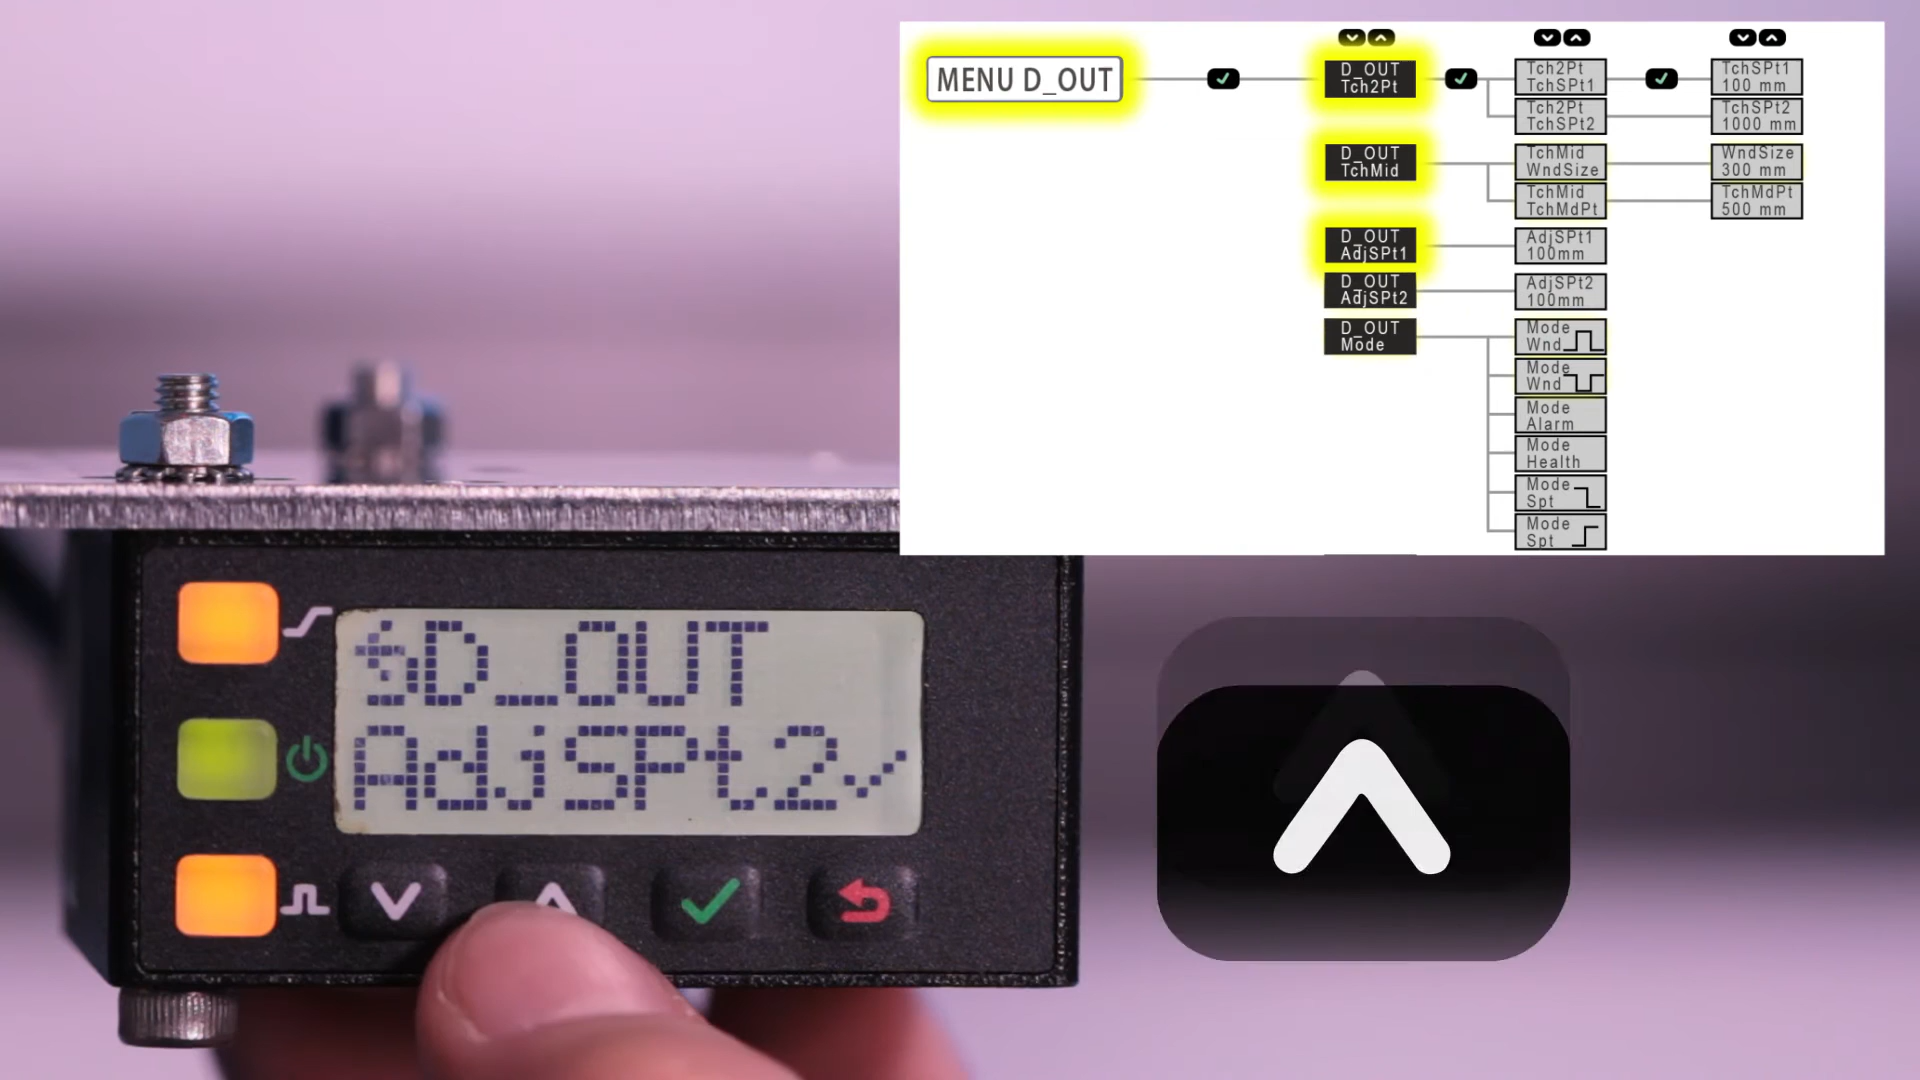 MENU D_OUT
D_OUT
Tch2Pt
Tch2Pt
TchSPt1
TchSPt1
100 mm
Tch2Pt
TchSPt2
TchSPt2
1000 mm
D_OUT
TchMid
TchMid
WndSize
WndSize
300 mm
TchMid
TchMdPt
TchMdPt
500 mm
D_OUT
AdjSPt1
AdjSPt1
100mm
D_OUT
AdjSPt2
AdjSPt2
100mm
D_OUT
Mode
Mode
Wnd
Mode
Wnd
Mode
Alarm
Mode
Health
Mode
Spt
Mode
Spt
D_OUT
AdjSPt2